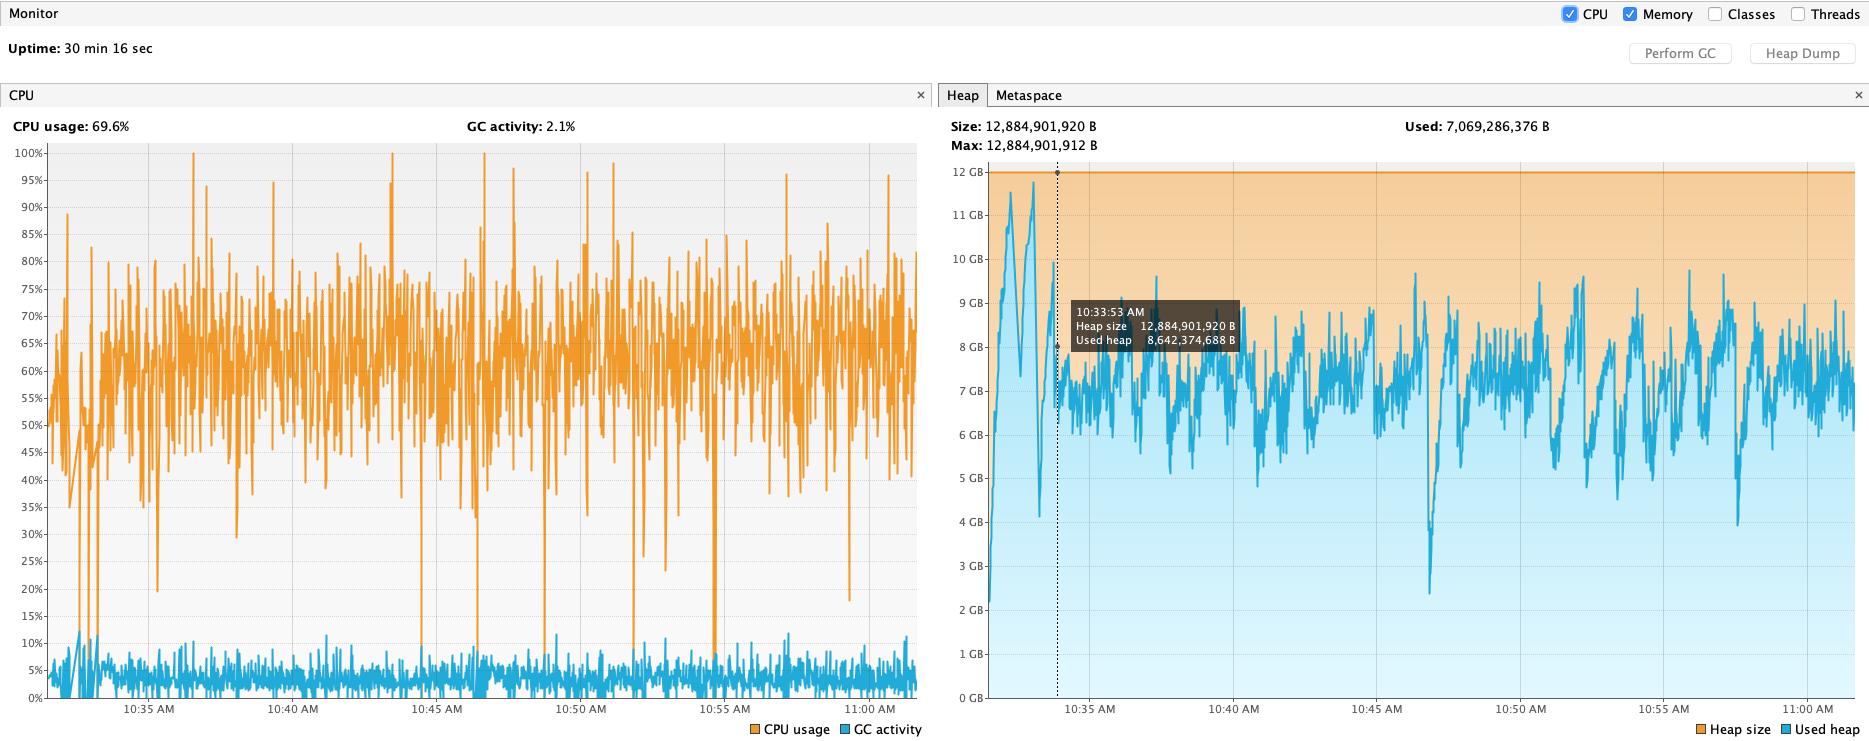 Monitor
CPU Memory Classes Threads
Uptime: 30 min 16 sec
Perform GC Heap Dump
CPU ×
CPU usage: 69.6% GC activity: 2.1%
100%
95%
90%
85%
80%
75%
70%
65%
60%
55%
50%
45%
40%
35%
30%
25%
20%
15%
10%
5%
0%
10:35 AM 10:40 AM 10:45 AM 10:50 AM 10:55 AM 11:00 AM
CPU usage GC activity
Heap Metaspace ×
Size: 12,884,901,920 B Used: 7,069,286,376 B
Max: 12,884,901,912 B
12 GB
11 GB
10 GB
9 GB
8 GB
7 GB
6 GB
5 GB
4 GB
3 GB
2 GB
1 GB
0 GB
10:33:53 AM
Heap size 12,884,901,920 B
Used heap 8,642,374,688 B
10:35 AM 10:40 AM 10:45 AM 10:50 AM 10:55 AM 11:00 AM
Heap size Used heap